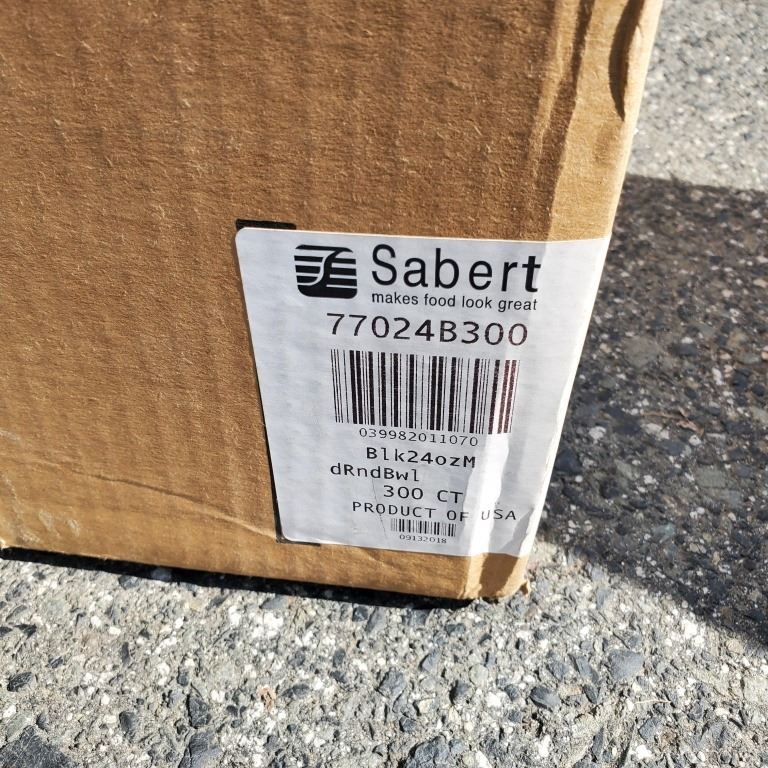 Sabert
makes food look great
77024B300
039982011070
Blk24ozM
dRndBwl
300 CT
PRODUCT OF USA
09132018